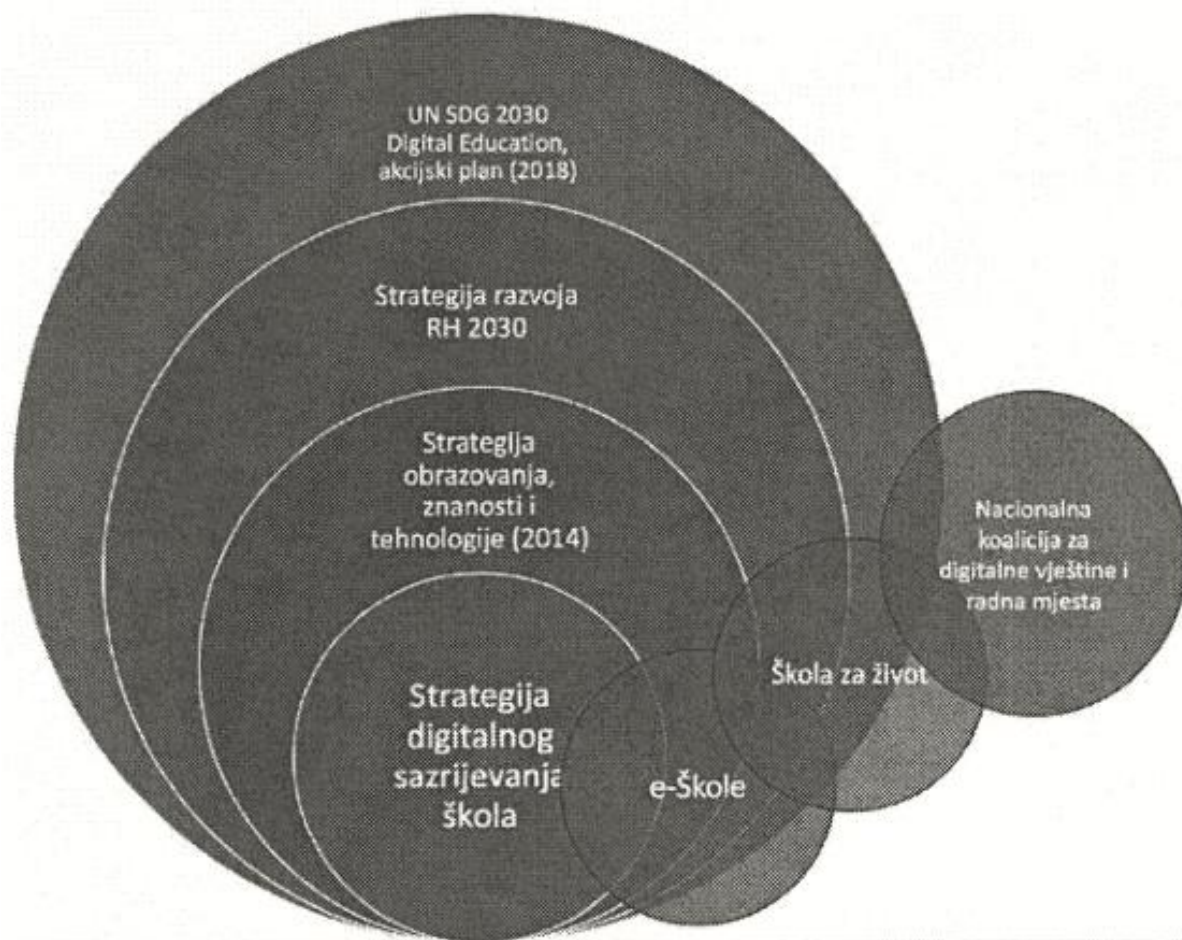 UN SDG 2030
Digital Education,
akcijski plan (2018)
Strategija razvoja
RH 2030
Strategija
obrazovanja,
znanosti i
tehnologije (2014)
Nacionalna
koalicija za
digitalne vještine i
radna mjesta
Škola za život
Strategija
digitalnog
sazrijevanja
škola
e-Škole